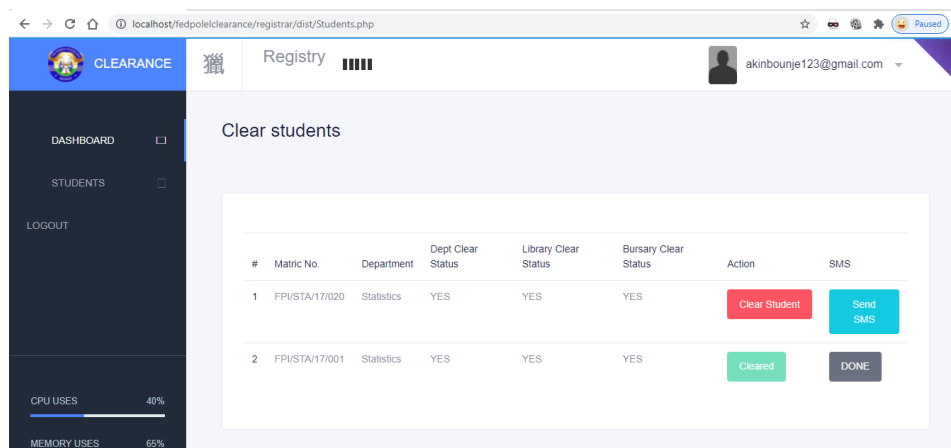 localhost/fedpolelclearance/registrar/dist/Students.php
Paused
CLEARANCE
獵
Registry
akinbounje123@gmail.com
Clear students
DASHBOARD
STUDENTS
LOGOUT
# Matric No. Department Dept Clear Status Library Clear Status Bursary Clear Status Action SMS
1 FPI/STA/17/020 Statistics YES YES YES Clear Student Send SMS
2 FPI/STA/17/001 Statistics YES YES YES Cleared DONE
CPU USES 40%
MEMORY USES 65%